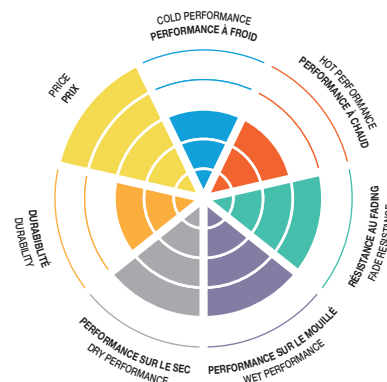 COLD PERFORMANCE
PERFORMANCE À FROID
HOT PERFORMANCE
PERFORMANCE À CHAUD
RÉSISTANCE AU FADING
FADE RESISTANCE
PERFORMANCE SUR LE MOUILLÉ
WET PERFORMANCE
PERFORMANCE SUR LE SEC
DRY PERFORMANCE
DURABIBLITÉ
DURABILITY
PRICE
PRIX